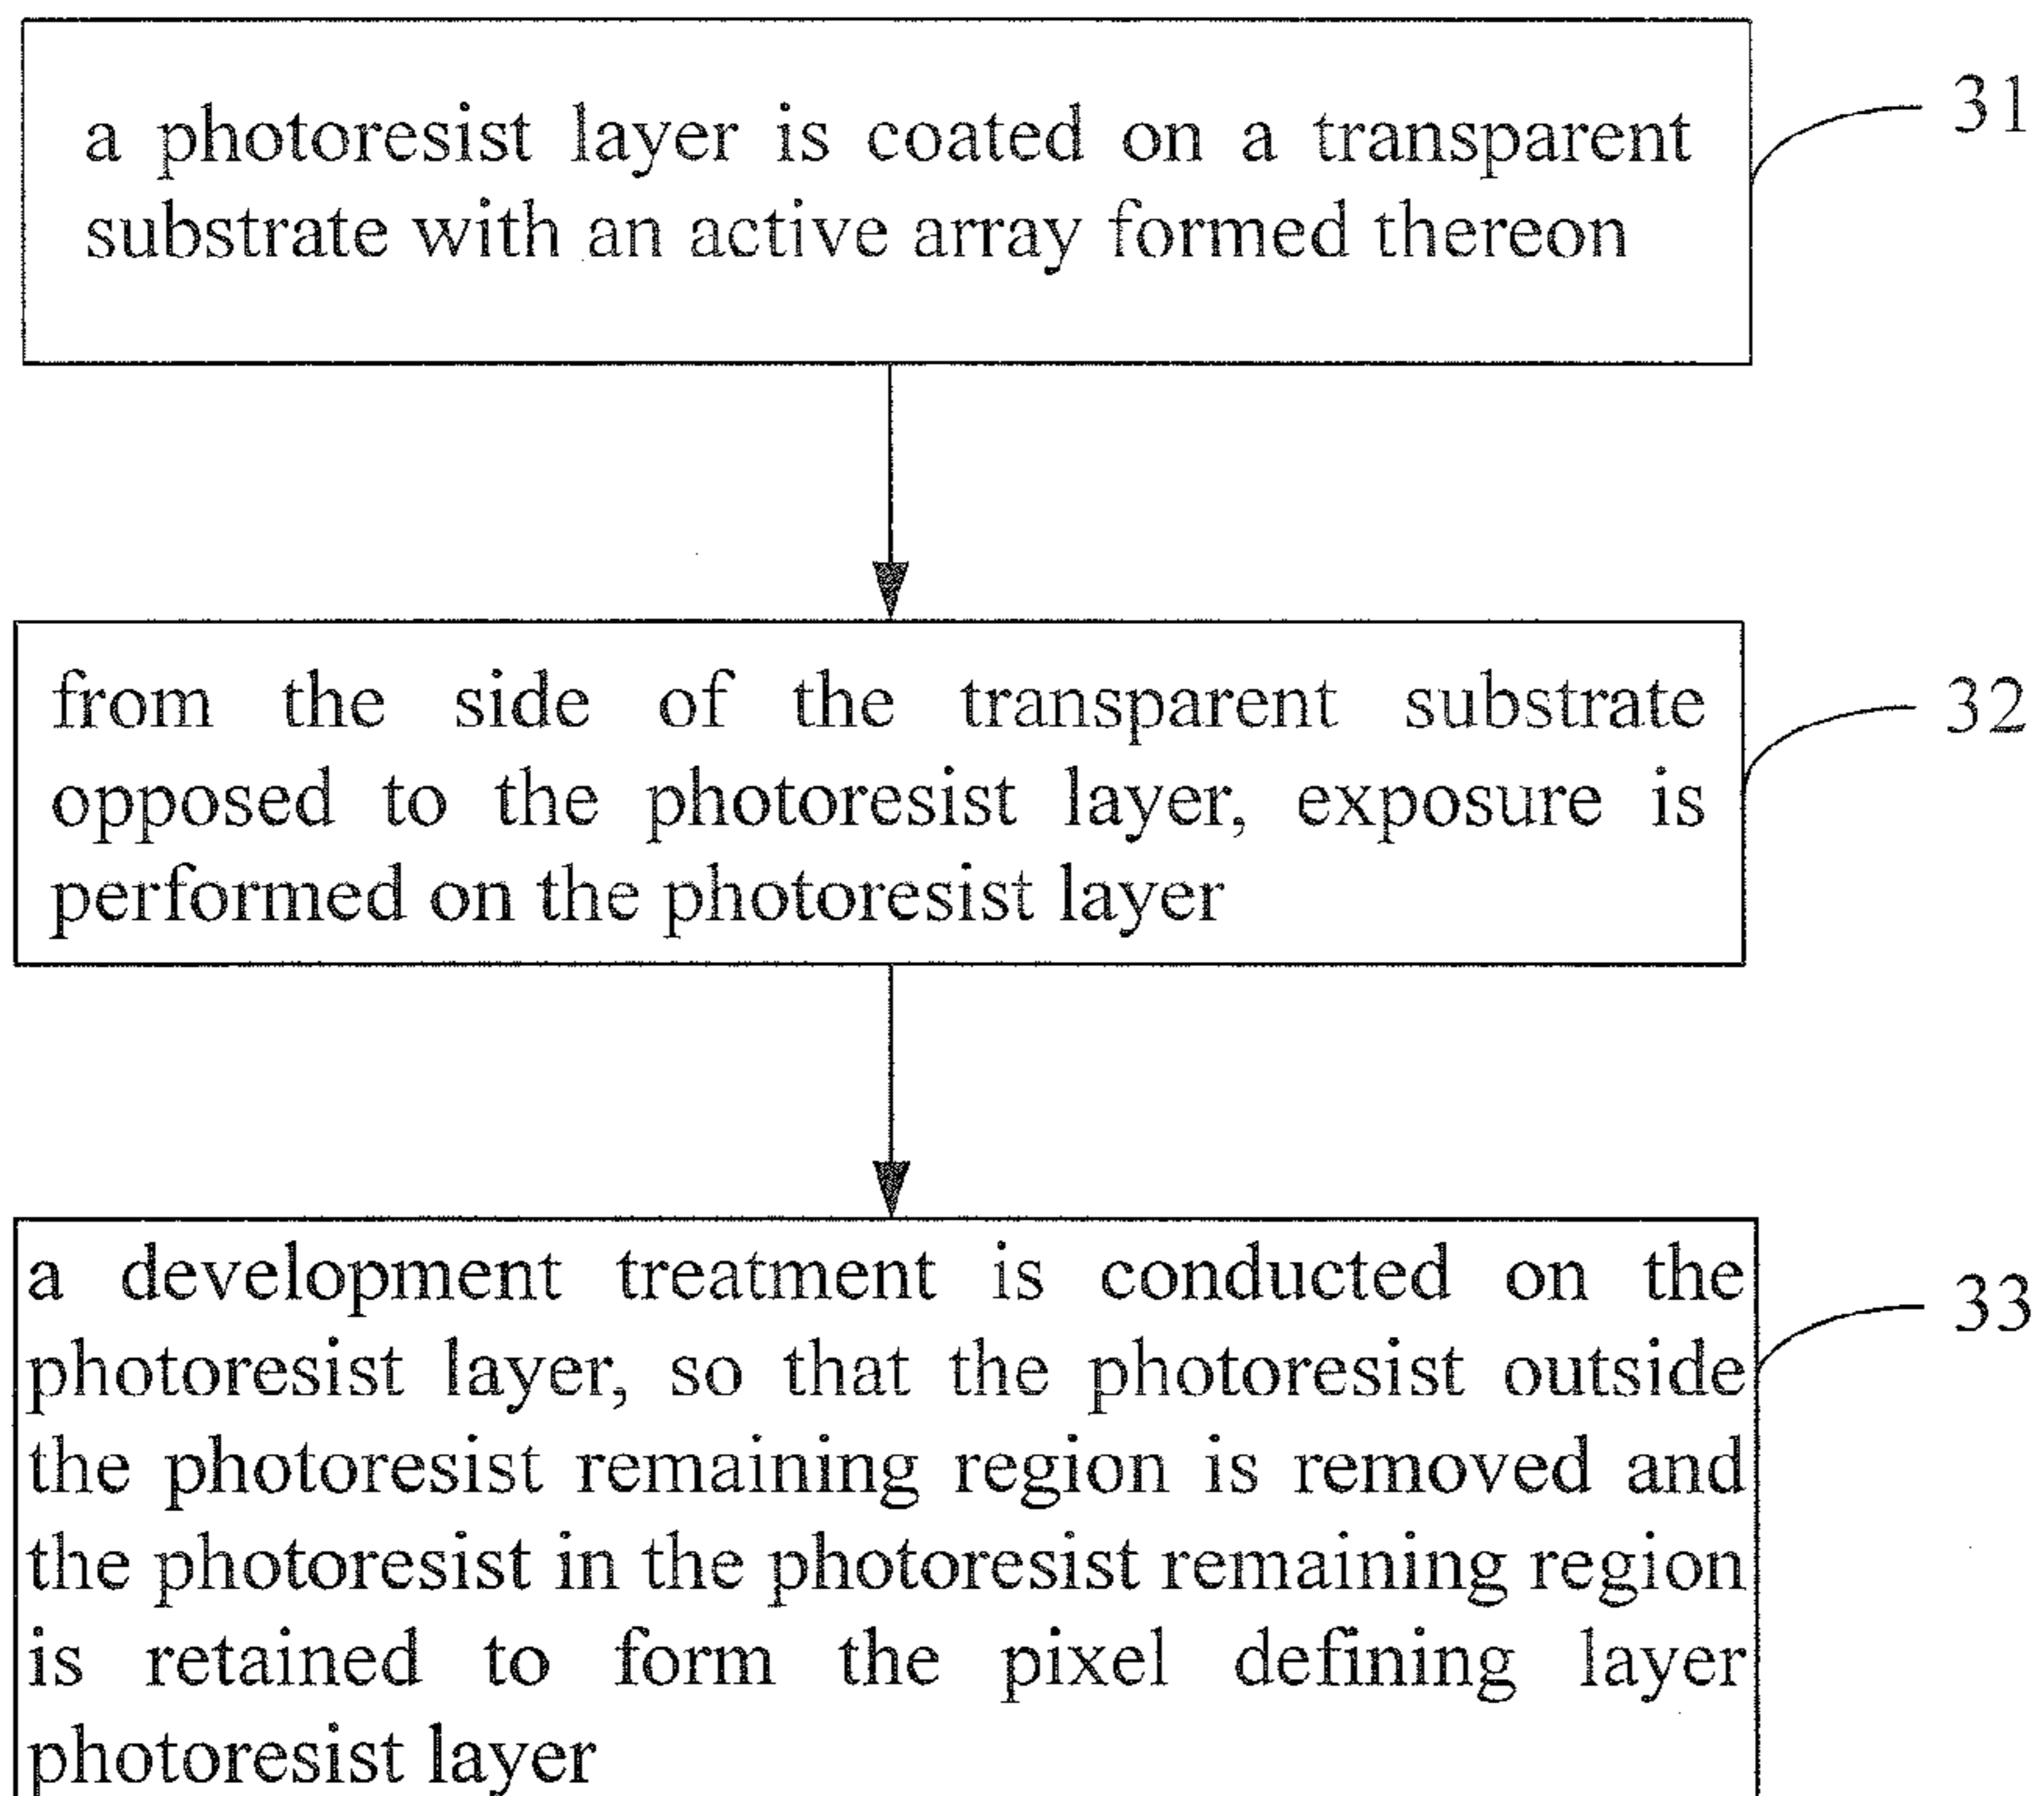 a photoresist layer is coated on a transparent
substrate with an active array formed thereon
31
from the side of the transparent substrate
opposed to the photoresist layer, exposure is
performed on the photoresist layer
32
a development treatment is conducted on the
photoresist layer, so that the photoresist outside
the photoresist remaining region is removed and
the photoresist in the photoresist remaining region
is retained to form the pixel defining layer
photoresist layer
33